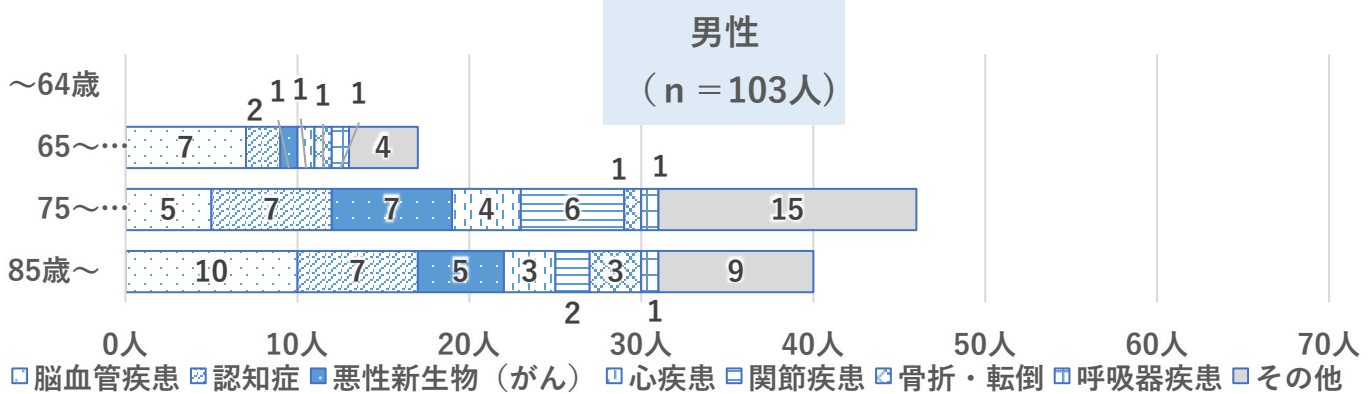 男性
（ｎ＝103人）
～64歳
1 1 1 1
2
65～…
7
4
1 1
75～…
5 7 7 4 6 15
85歳～
10 7 5 3 3 9
2 1
0人 10人 20人 30人 40人 50人 60人 70人
脳血管疾患 認知症 悪性新生物（がん） 心疾患 関節疾患 骨折・転倒 呼吸器疾患 その他